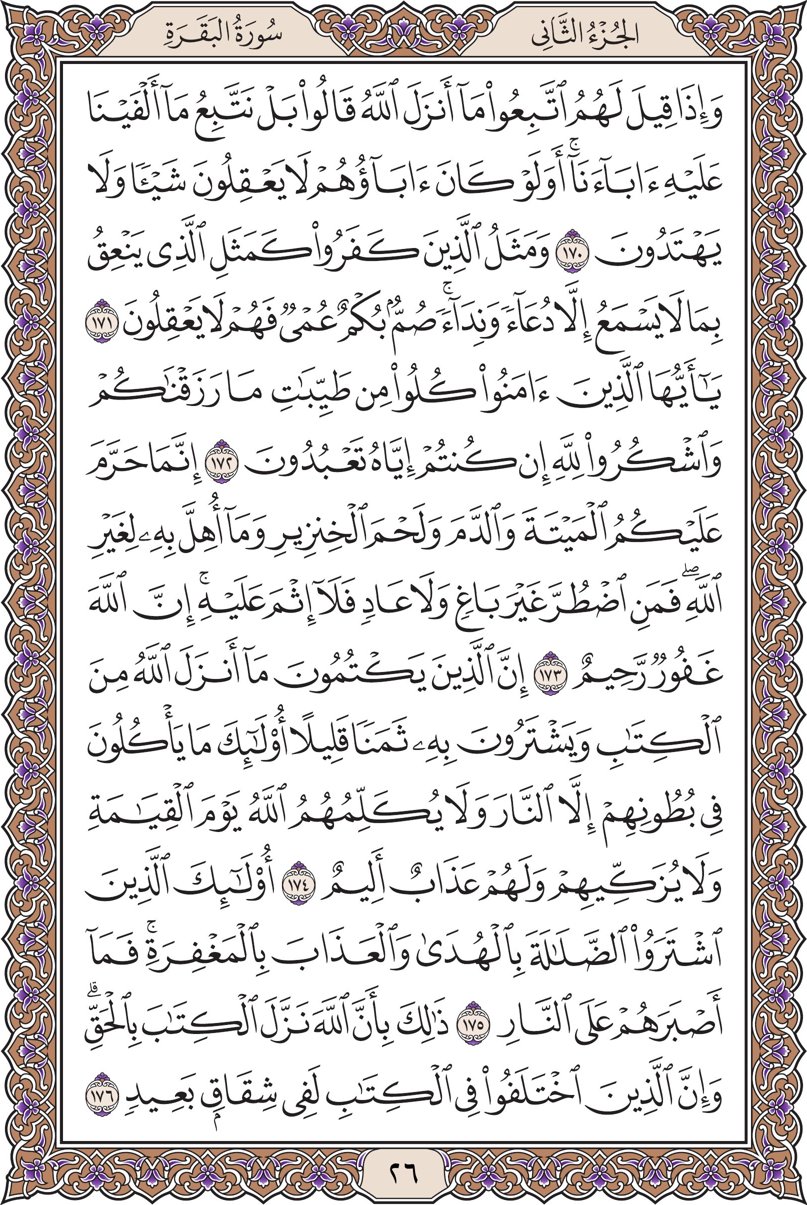 الجُزْءُ الثَّانِى
سُورَةُ البَقَرَةِ
وَإِذَا قِيلَ لَهُمُ ٱتَّبِعُوا۟ مَآ أَنزَلَ ٱللَّهُ قَالُوا۟ بَلْ نَتَّبِعُ مَآ أَلْفَيْنَا
عَلَيْهِ ءَابَآءَنَآ ۚ أَوَلَوْ كَانَ ءَابَآؤُهُمْ لَا يَعْقِلُونَ شَيْـًٔا وَلَا
يَهْتَدُونَ ١٧٠ وَمَثَلُ ٱلَّذِينَ كَفَرُوا۟ كَمَثَلِ ٱلَّذِى يَنْعِقُ
بِمَا لَا يَسْمَعُ إِلَّا دُعَآءً وَنِدَآءً ۚ صُمٌّۢ بُكْمٌ عُمْىٌ فَهُمْ لَا يَعْقِلُونَ ١٧١
يَـٰٓأَيُّهَا ٱلَّذِينَ ءَامَنُوا۟ كُلُوا۟ مِن طَيِّبَـٰتِ مَا رَزَقْنَـٰكُمْ
وَٱشْكُرُوا۟ لِلَّهِ إِن كُنتُمْ إِيَّاهُ تَعْبُدُونَ ١٧٢ إِنَّمَا حَرَّمَ
عَلَيْكُمُ ٱلْمَيْتَةَ وَٱلدَّمَ وَلَحْمَ ٱلْخِنزِيرِ وَمَآ أُهِلَّ بِهِۦ لِغَيْرِ
ٱللَّهِ ۖ فَمَنِ ٱضْطُرَّ غَيْرَ بَاغٍ وَلَا عَادٍ فَلَآ إِثْمَ عَلَيْهِ ۚ إِنَّ ٱللَّهَ
غَفُورٌ رَّحِيمٌ ١٧٣ إِنَّ ٱلَّذِينَ يَكْتُمُونَ مَآ أَنزَلَ ٱللَّهُ مِنَ
ٱلْكِتَـٰبِ وَيَشْتَرُونَ بِهِۦ ثَمَنًا قَلِيلًا أُو۟لَـٰٓئِكَ مَا يَأْكُلُونَ
فِى بُطُونِهِمْ إِلَّا ٱلنَّارَ وَلَا يُكَلِّمُهُمُ ٱللَّهُ يَوْمَ ٱلْقِيَـٰمَةِ
وَلَا يُزَكِّيهِمْ وَلَهُمْ عَذَابٌ أَلِيمٌ ١٧٤ أُو۟لَـٰٓئِكَ ٱلَّذِينَ
ٱشْتَرَوُا۟ ٱلضَّلَـٰلَةَ بِٱلْهُدَىٰ وَٱلْعَذَابَ بِٱلْمَغْفِرَةِ ۚ فَمَآ
أَصْبَرَهُمْ عَلَى ٱلنَّارِ ١٧٥ ذَٰلِكَ بِأَنَّ ٱللَّهَ نَزَّلَ ٱلْكِتَـٰبَ بِٱلْحَقِّ ۗ
وَإِنَّ ٱلَّذِينَ ٱخْتَلَفُوا۟ فِى ٱلْكِتَـٰبِ لَفِى شِقَاقٍۭ بَعِيدٍ ١٧٦
٢٦